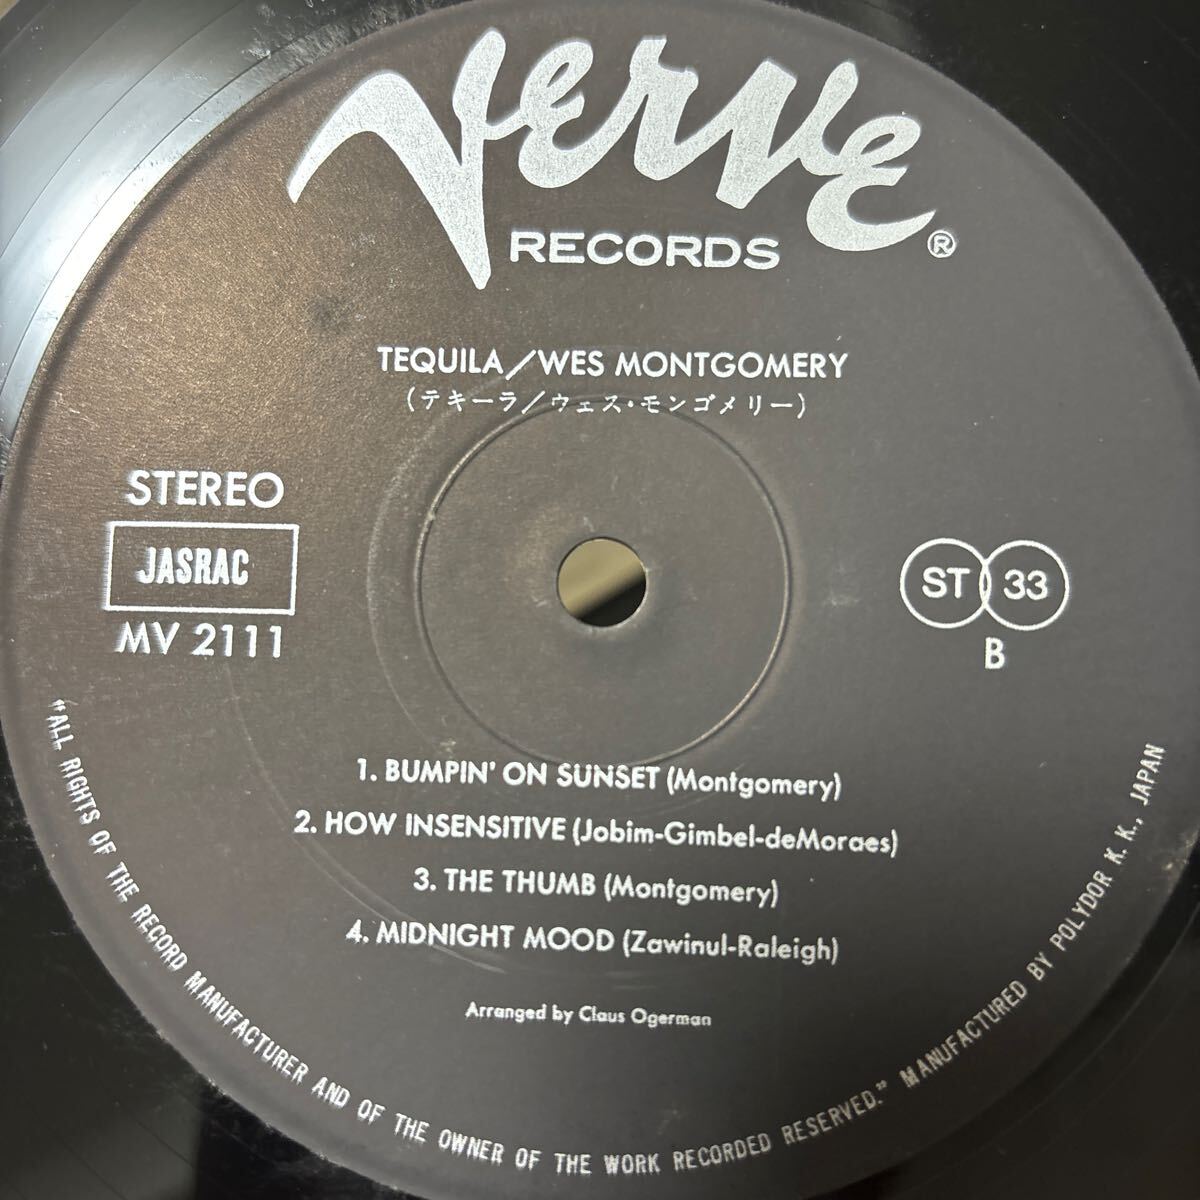 Verve
RECORDS ®
TEQUILA／WES MONTGOMERY
(テキーラ／ウェス・モンゴメリー)
STEREO
JASRAC
MV 2111
ST 33
B
1. BUMPIN' ON SUNSET (Montgomery)
2. HOW INSENSITIVE (Jobim-Gimbel-deMoraes)
3. THE THUMB (Montgomery)
4. MIDNIGHT MOOD (Zawinul-Raleigh)
Arranged by Claus Ogerman
"ALL RIGHTS OF THE RECORD MANUFACTURER AND OF THE OWNER OF THE WORK RECORDED RESERVED." MANUFACTURED BY POLYDOR K. K., JAPAN